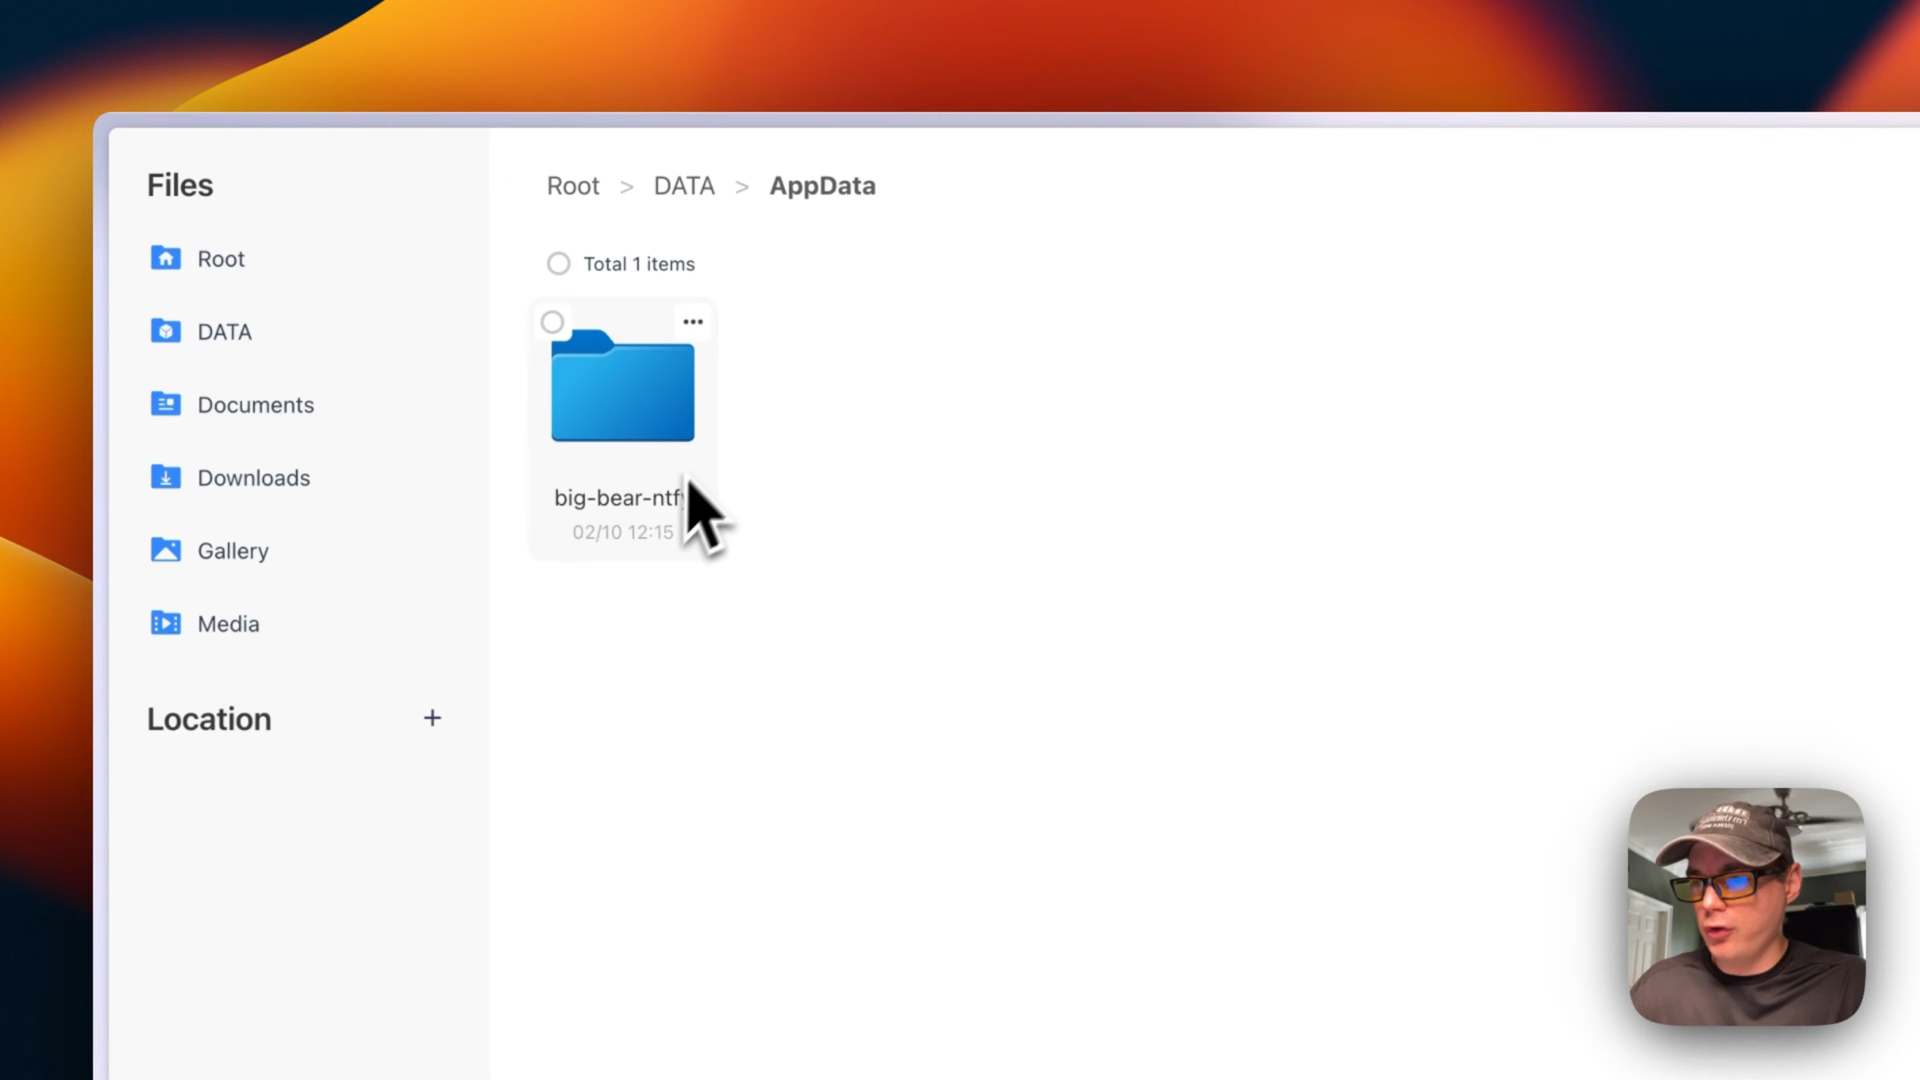 Files
Root
DATA
Documents
Downloads
Gallery
Media
Location +
Root > DATA > AppData
Total 1 items
big-bear-ntf
02/10 12:15